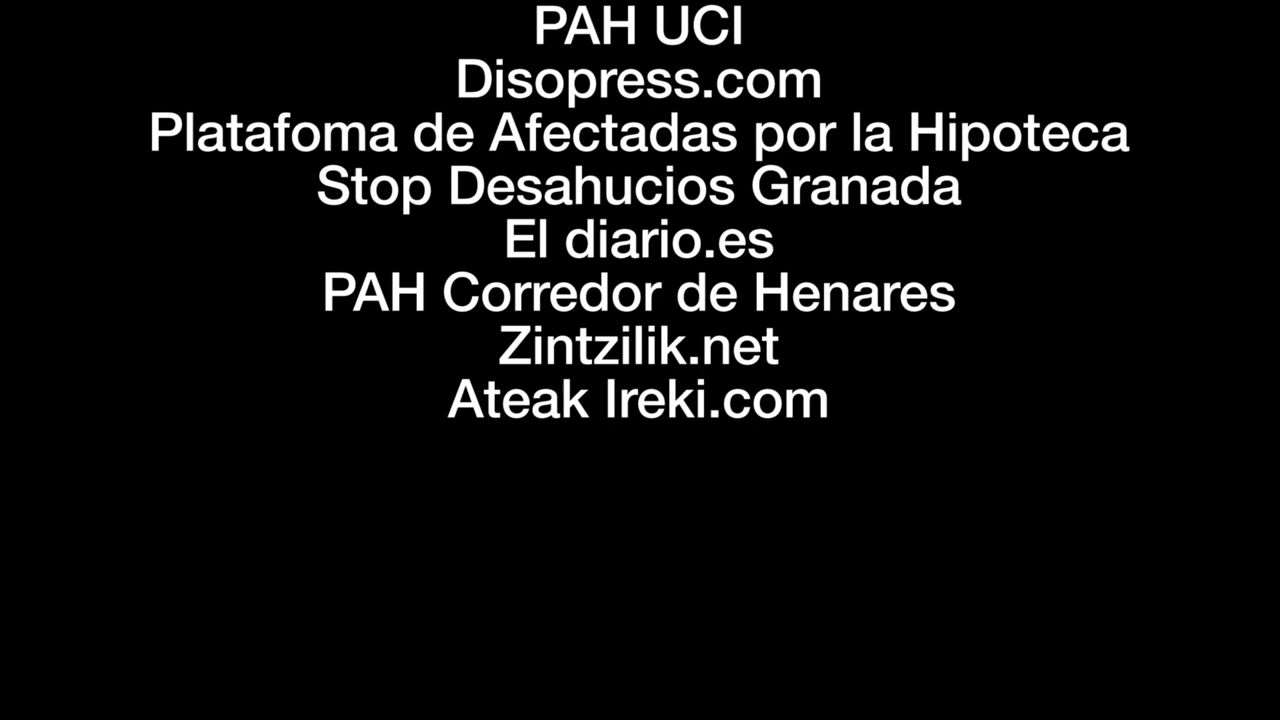 PAH UCI
Disopress.com
Platafoma de Afectadas por la Hipoteca
Stop Desahucios Granada
El diario.es
PAH Corredor de Henares
Zintzilik.net
Ateak Ireki.com